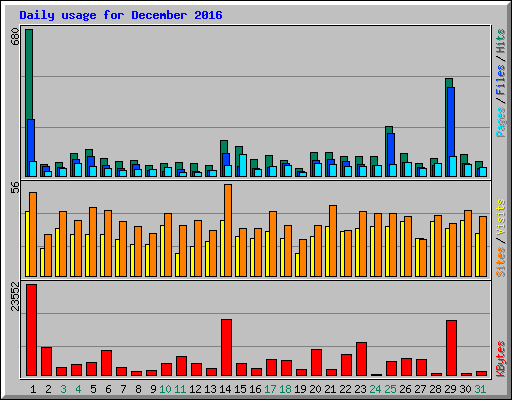 Daily usage for December 2016
680
Pages / Files / Hits
56
Sites / Visits
23552
KBytes
1 2 3 4 5 6 7 8 9 10 11 12 13 14 15 16 17 18 19 20 21 22 23 24 25 26 27 28 29 30 31